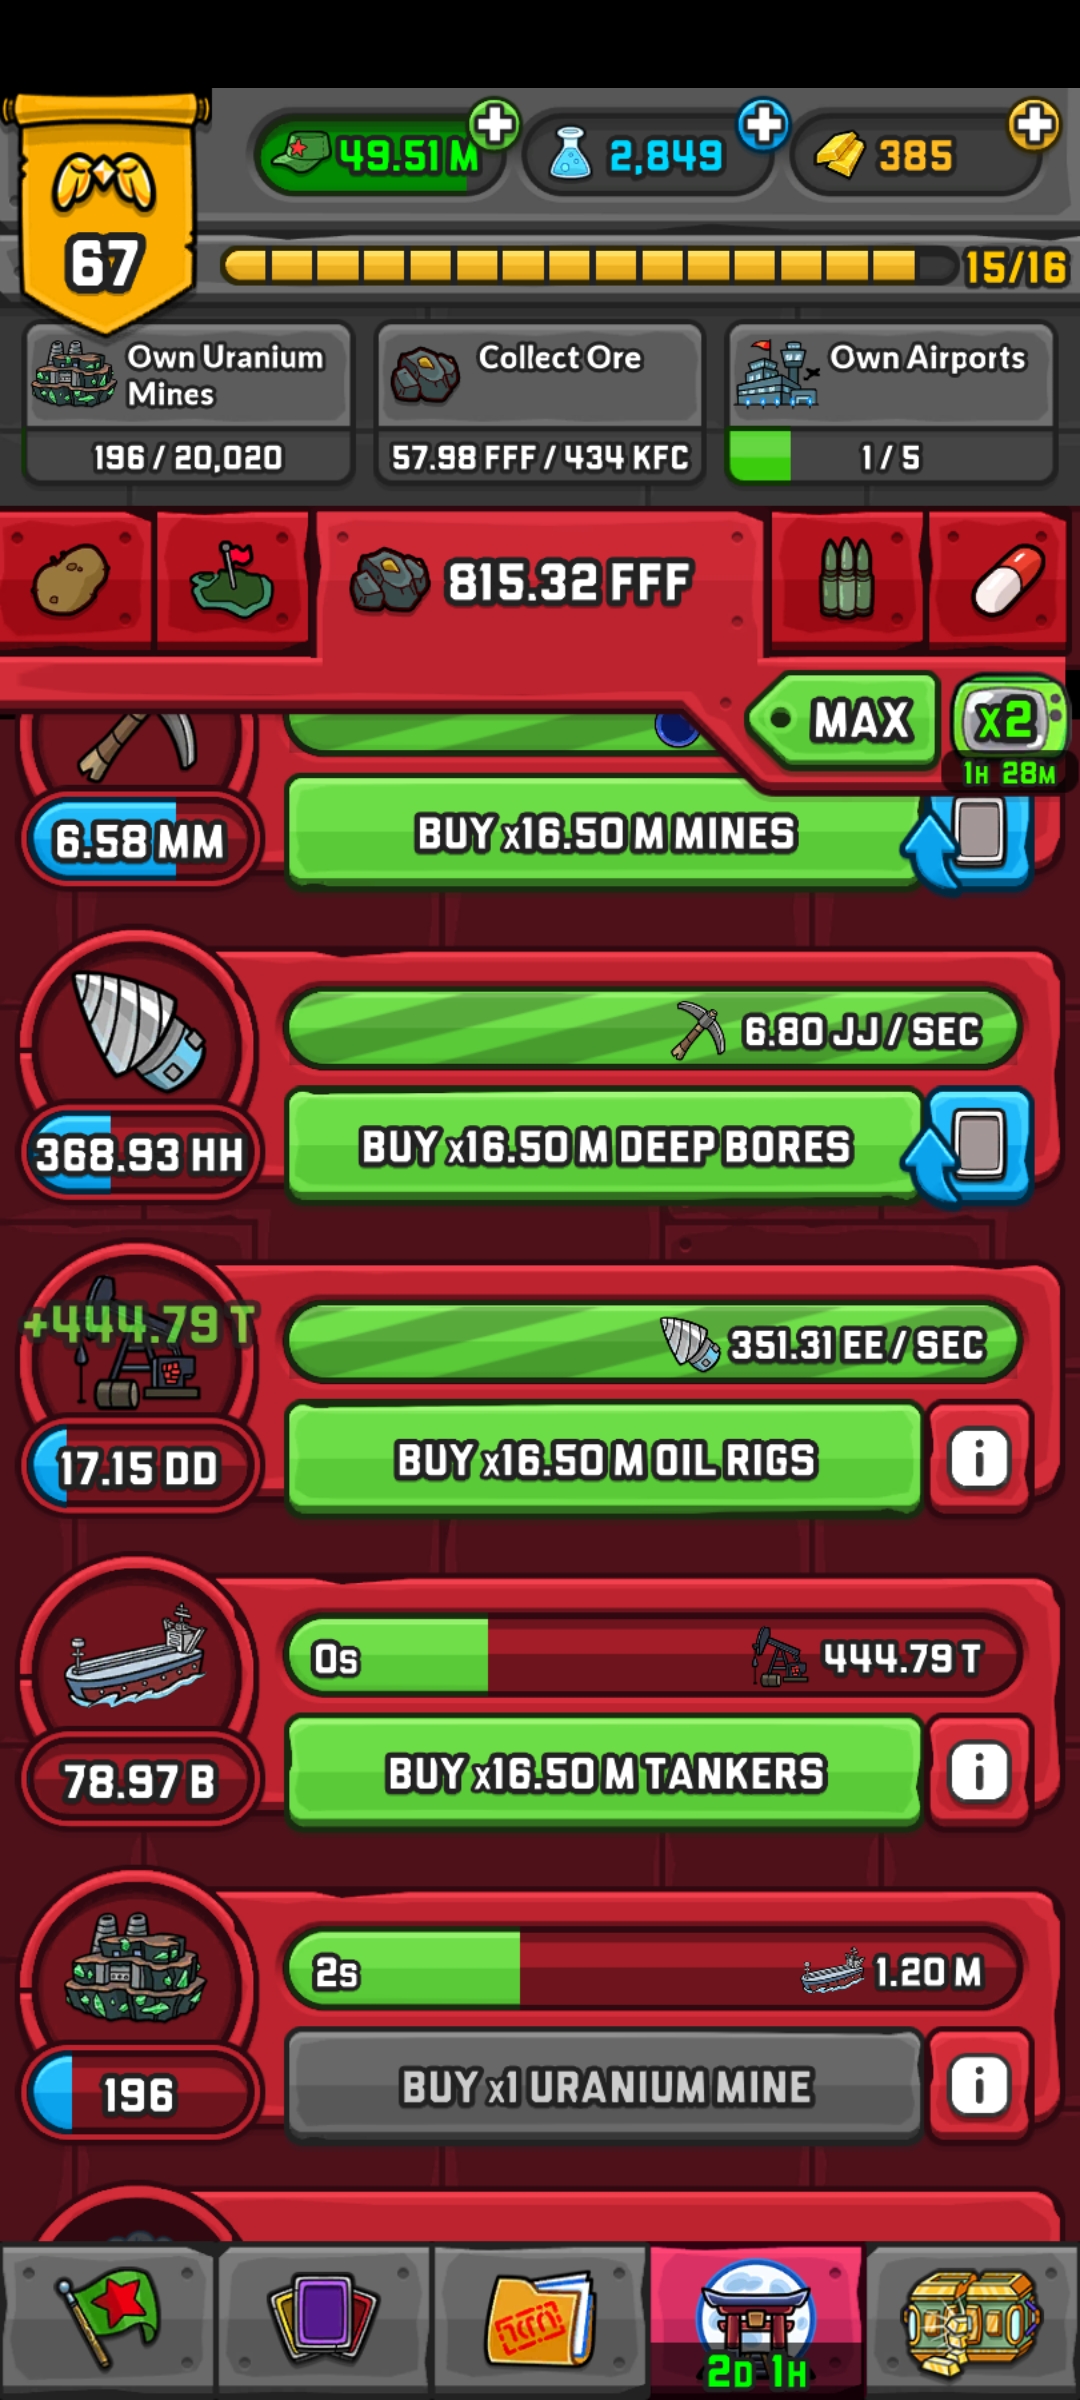 49.51 M
2,849
385
67
15/16
Own Uranium
Mines
196 / 20,020
Collect Ore
57.98 FFF / 434 KFC
Own Airports
1 / 5
815.32 FFF
MAX
x2
1H 28M
6.58 MM
BUY x16.50 M MINES
6.80 JJ / SEC
368.93 HH
BUY x16.50 M DEEP BORES
+444.79 T
351.31 EE / SEC
17.15 DD
BUY x16.50 M OIL RIGS
0s
444.79 T
78.97 B
BUY x16.50 M TANKERS
2s
1.20 M
196
BUY x1 URANIUM MINE
2D 1H